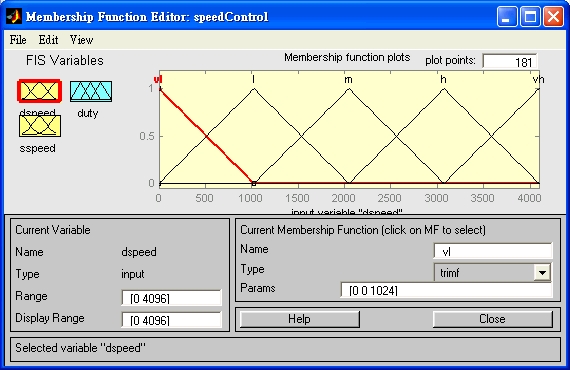 Membership Function Editor: speedControl
File Edit View
FIS Variables
Membership function plots
plot points: 181
dspeed
duty
sspeed
vl l m h vh
1
0.5
0
0 500 1000 1500 2000 2500 3000 3500 4000
input variable "dspeed"
Current Variable
Name dspeed
Type input
Range [0 4096]
Display Range [0 4096]
Current Membership Function (click on MF to select)
Name vl
Type trimf
Params [0 0 1024]
Help Close
Selected variable "dspeed"